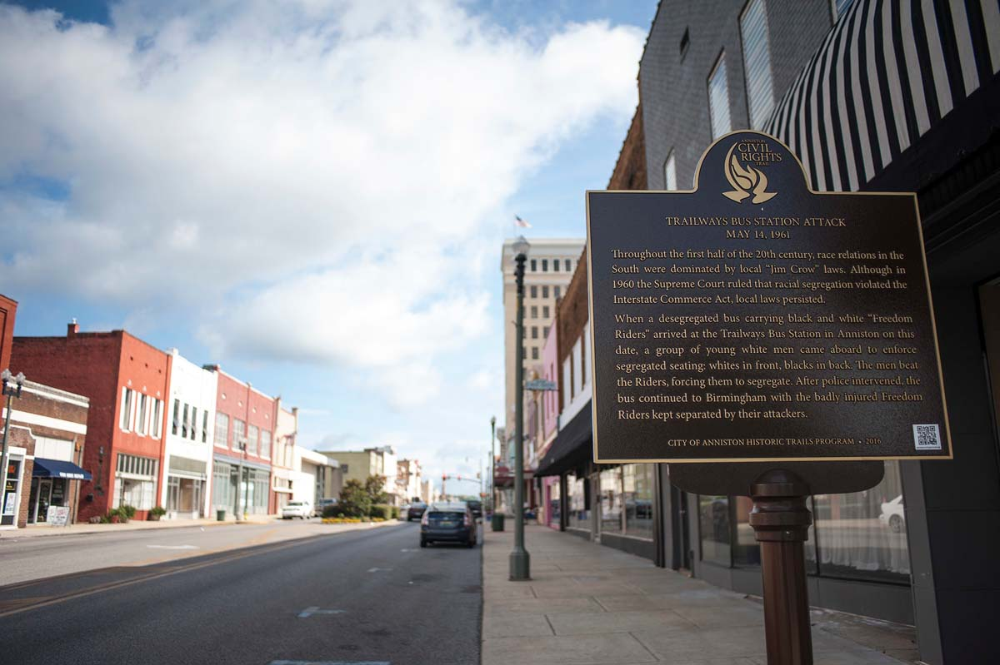 ANNISTON
CIVIL
RIGHTS
TRAIL
TRAILWAYS BUS STATION ATTACK
MAY 14, 1961
Throughout the first half of the 20th century, race relations in the
South were dominated by local "Jim Crow" laws. Although in
1960 the Supreme Court ruled that racial segregation violated the
Interstate Commerce Act, local laws persisted.
When a desegregated bus carrying black and white "Freedom
Riders" arrived at the Trailways Bus Station in Anniston on this
date, a group of young white men came aboard to enforce
segregated seating: whites in front, blacks in back. The men beat
the Riders, forcing them to segregate. After police intervened, the
bus continued to Birmingham with the badly injured Freedom
Riders kept separated by their attackers.
CITY OF ANNISTON HISTORIC TRAILS PROGRAM • 2016